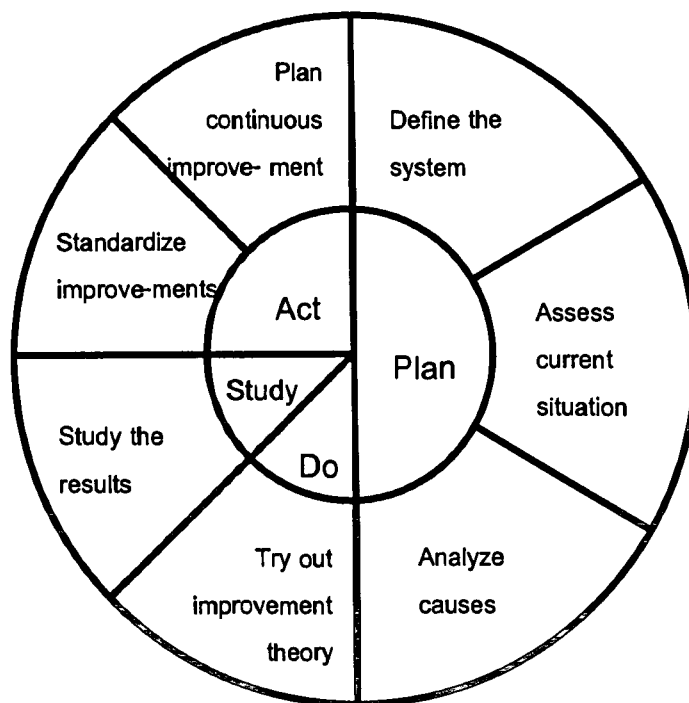 Plan
continuous
improve- ment
Define the
system
Standardize
improve-ments
Act
Assess
current
situation
Plan
Study
Study the
results
Do
Try out
improvement
theory
Analyze
causes